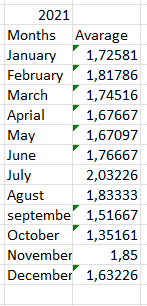 2021
Months Avarage
January 1,72581
February 1,81786
March 1,74516
Aprial 1,67667
May 1,67097
June 1,76667
July 2,03226
Agust 1,83333
septembe 1,51667
October 1,35161
November 1,85
December 1,63226